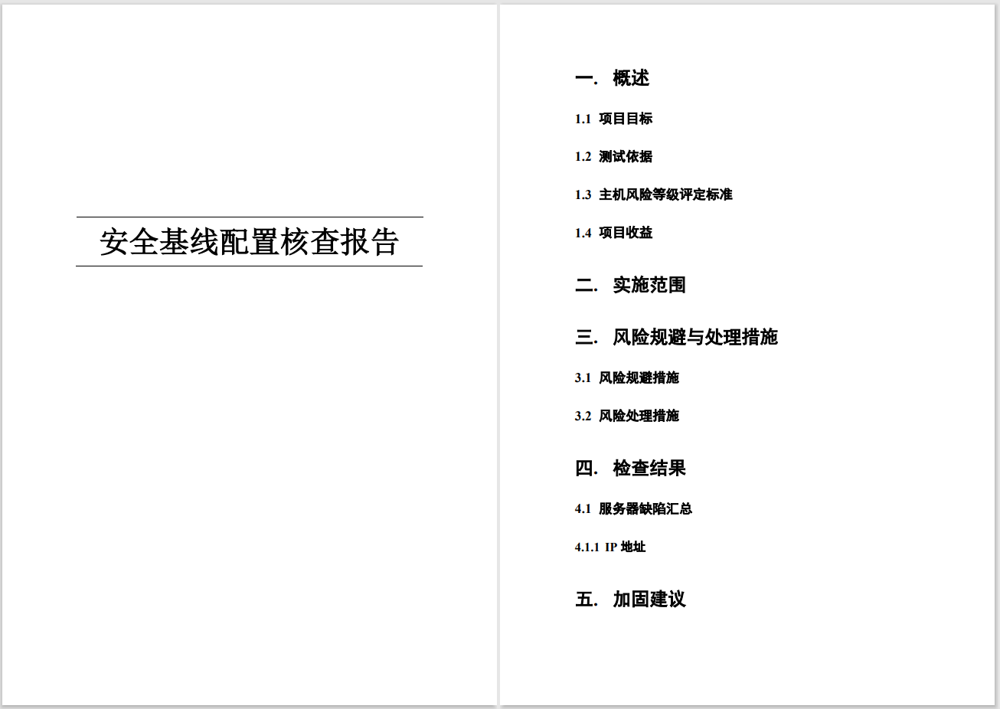 安全基线配置核查报告
一. 概述
1.1 项目目标
1.2 测试依据
1.3 主机风险等级评定标准
1.4 项目收益
二. 实施范围
三. 风险规避与处理措施
3.1 风险规避措施
3.2 风险处理措施
四. 检查结果
4.1 服务器缺陷汇总
4.1.1 IP 地址
五. 加固建议